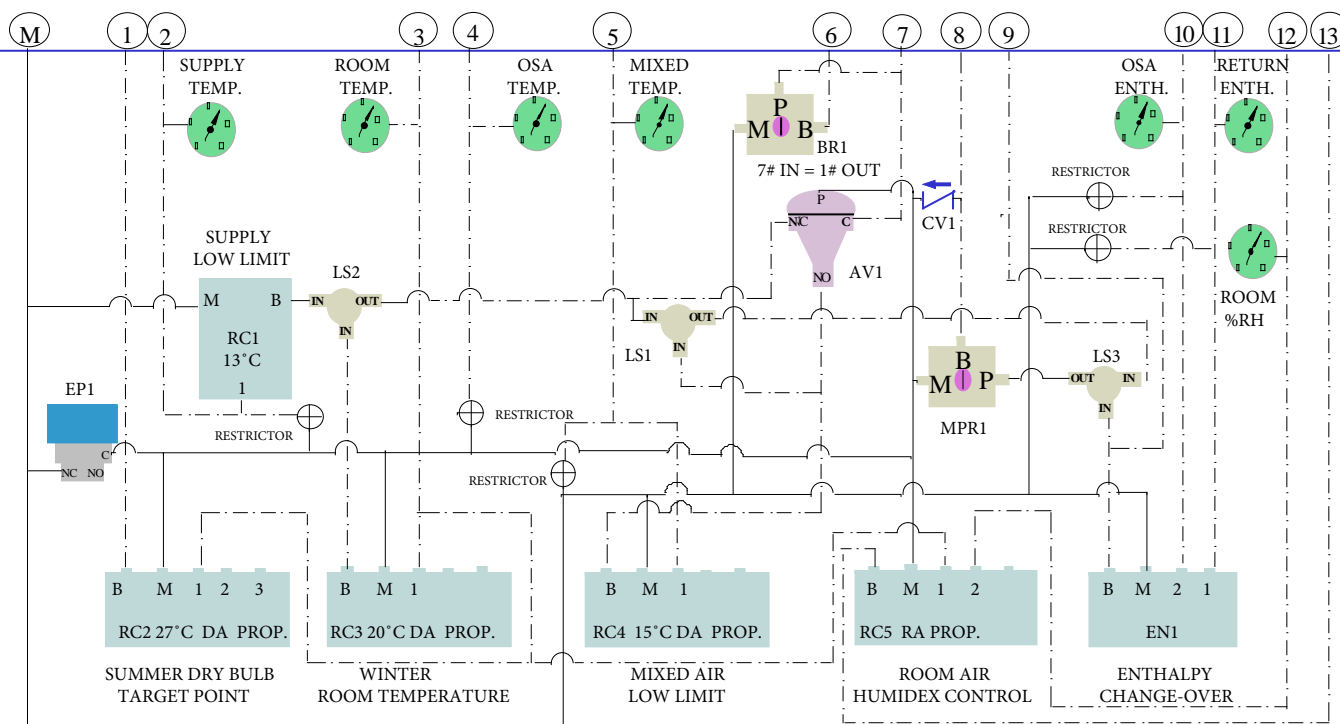 M 1 2 3 4 5 6 7 8 9 10 11 12 13
SUPPLY
TEMP.
ROOM
TEMP.
OSA
TEMP.
MIXED
TEMP.
OSA
ENTH.
RETURN
ENTH.
P
M B
BR1
7# IN = 1# OUT
RESTRICTOR
P
N/C C
CV1
RESTRICTOR
SUPPLY
LOW LIMIT
LS2
AV1
NO
ROOM
%RH
M B
IN OUT
IN
RC1
13˚C
1
IN OUT
IN
LS1
B
M P
MPR1
LS3
OUT IN
IN
EP1
RESTRICTOR
RESTRICTOR
C
NC NO
RESTRICTOR
B M 1 2 3
RC2 27˚C DA PROP.
B M 1
RC3 20˚C DA PROP.
B M 1
RC4 15˚C DA PROP.
B M 1 2
RC5 RA PROP.
B M 2 1
EN1
SUMMER DRY BULB
TARGET POINT
WINTER
ROOM TEMPERATURE
MIXED AIR
LOW LIMIT
ROOM AIR
HUMIDEX CONTROL
ENTHALPY
CHANGE-OVER